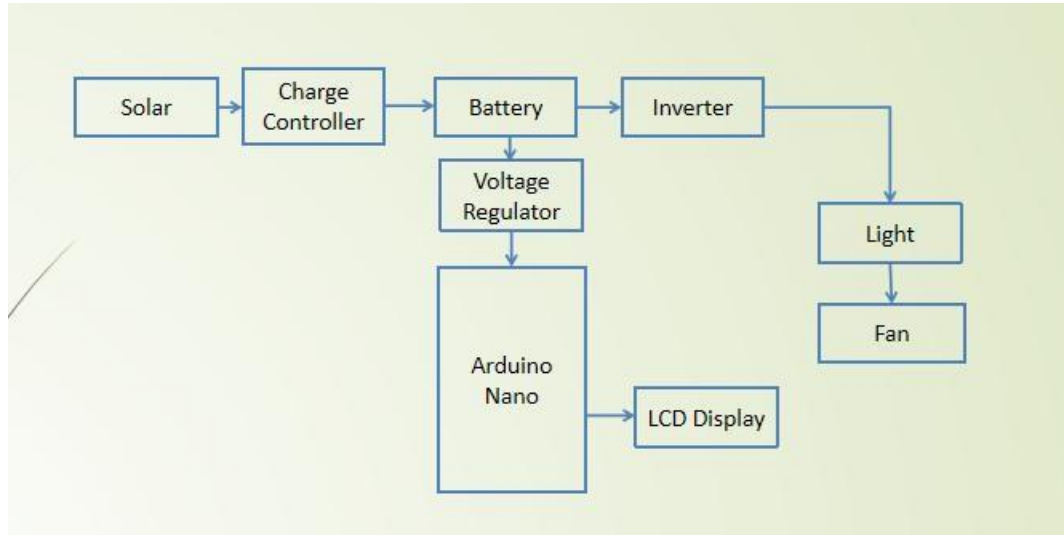 Solar
Charge
Controller
Battery
Inverter
Voltage
Regulator
Light
Fan
Arduino
Nano
LCD Display